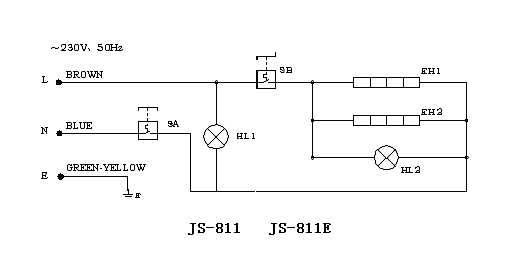 ~230V、50Hz
L BROWN
SB
EH1
EH2
N BLUE
SA
HL1
HL2
E GREEN-YELLOW
E
JS-811 JS-811E